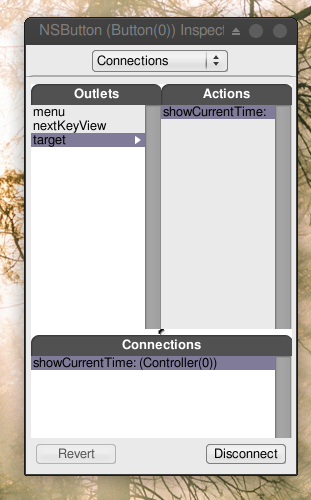 NSButton (Button(0)) Inspect
Connections
Outlets
Actions
menu
nextKeyView
target
showCurrentTime:
Connections
showCurrentTime: (Controller(0))
Revert
Disconnect